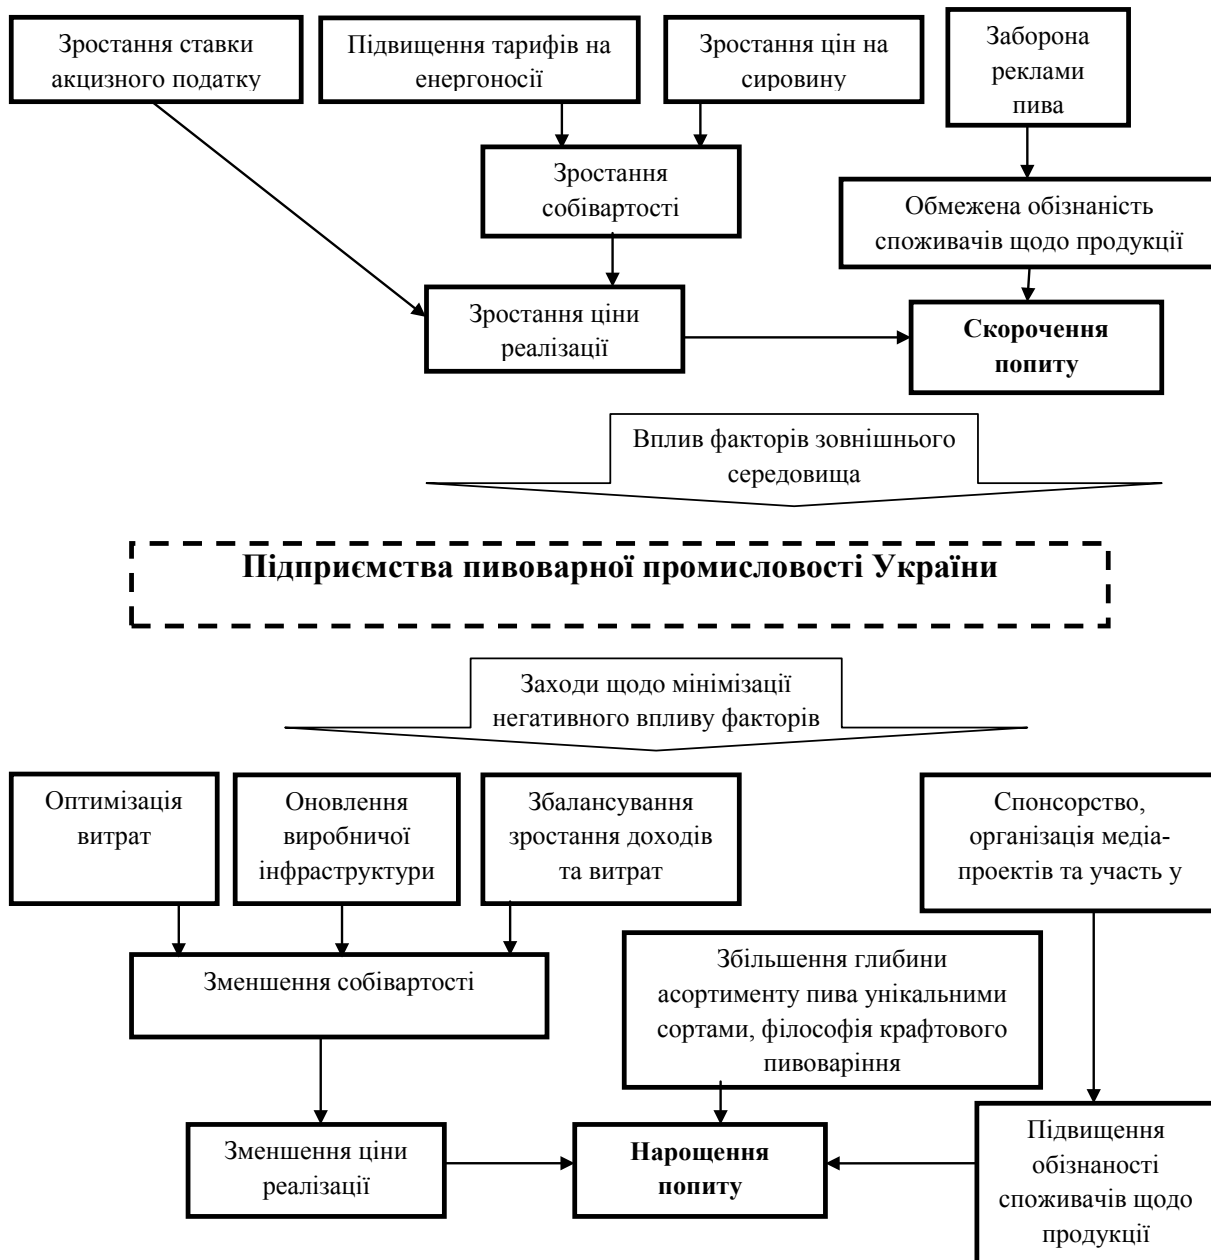 Зростання ставки
акцизного податку
Підвищення тарифів на
енергоносії
Зростання цін на
сировину
Заборона
реклами
пива
Зростання
собівартості
Обмежена обізнаність
споживачів щодо продукції
Зростання ціни
реалізації
Скорочення
попиту
Вплив факторів зовнішнього
середовища
Підприємства пивоварної промисловості України
Заходи щодо мінімізації
негативного впливу факторів
Оптимізація
витрат
Оновлення
виробничої
інфраструктури
Збалансування
зростання доходів
та витрат
Спонсорство,
організація медіа-
проектів та участь у
Зменшення собівартості
Збільшення глибини
асортименту пива унікальними
сортами, філософія крафтового
пивоваріння
Зменшення ціни
реалізації
Нарощення
попиту
Підвищення
обізнаності
споживачів щодо
продукції